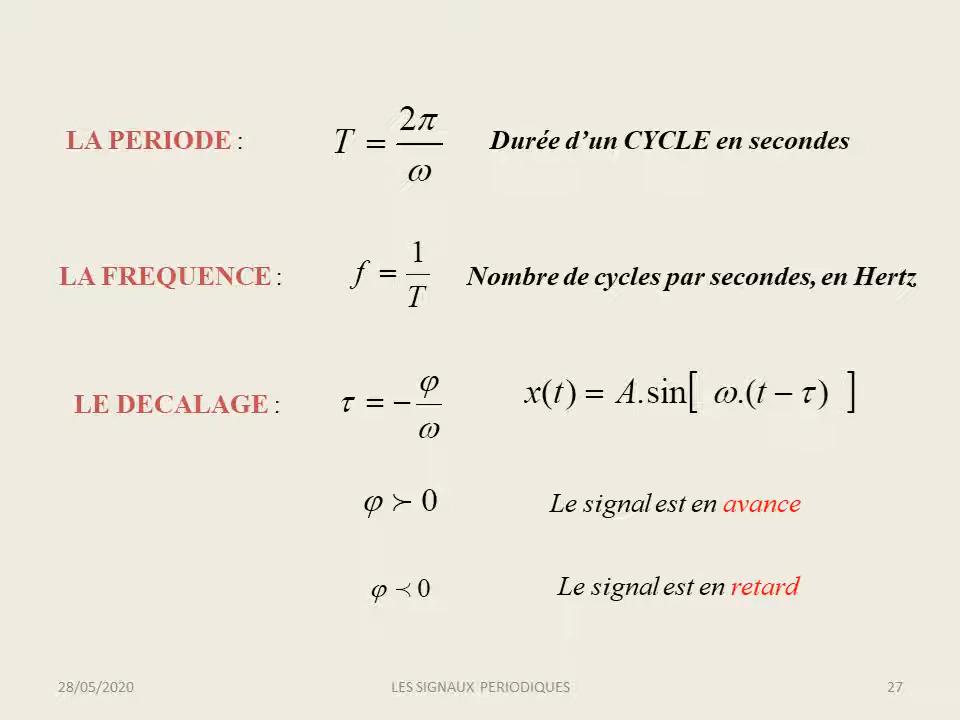 LA PERIODE : T = 2π/ω Durée d’un CYCLE en secondes
LA FREQUENCE : f = 1/T Nombre de cycles par secondes, en Hertz
LE DECALAGE : τ = −φ/ω x(t) = A.sin[ ω.(t − τ) ]
φ ≻ 0 Le signal est en avance
φ ≺ 0 Le signal est en retard
28/05/2020 LES SIGNAUX PERIODIQUES 27